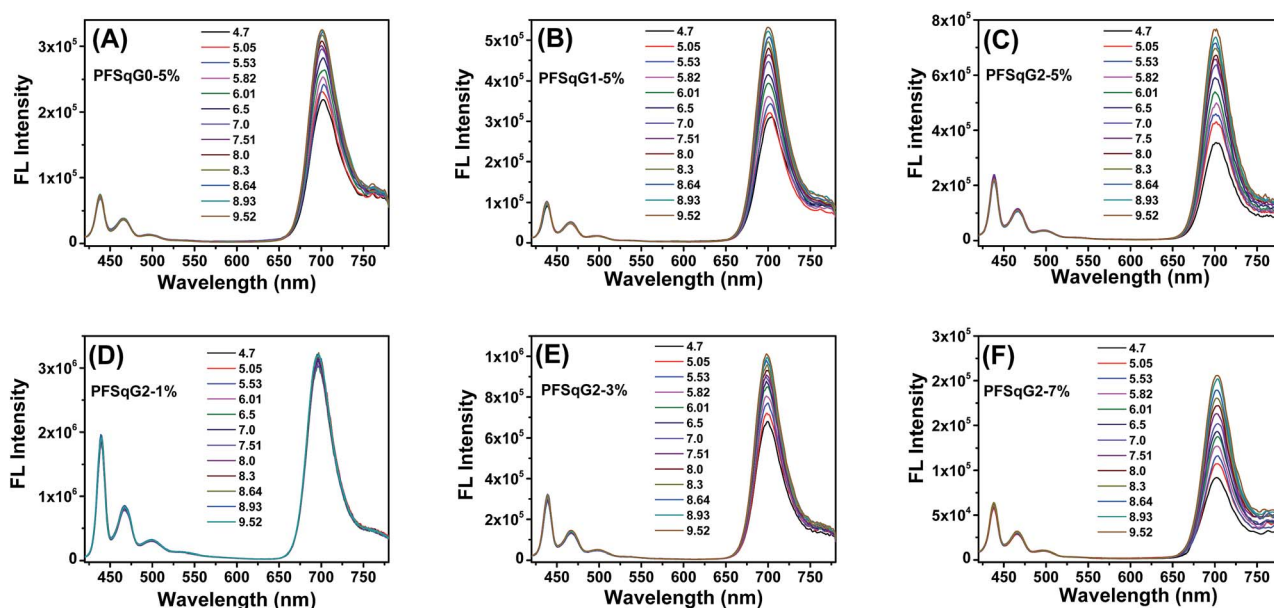 (A)
PFSqG0-5%
4.7
5.05
5.53
5.82
6.01
6.5
7.0
7.51
8.0
8.3
8.64
8.93
9.52
FL Intensity
3x10⁵
2x10⁵
1x10⁵
0
450 500 550 600 650 700 750
Wavelength (nm)
(B)
PFSqG1-5%
4.7
5.05
5.53
5.82
6.01
6.5
7.0
7.51
8.0
8.3
8.64
8.93
9.52
FL Intensity
5x10⁵
4x10⁵
3x10⁵
2x10⁵
1x10⁵
0
450 500 550 600 650 700 750
Wavelength (nm)
(C)
PFSqG2-5%
4.7
5.05
5.53
5.82
6.01
6.5
7.0
7.5
8.0
8.3
8.64
8.93
9.52
FL intensity
8x10⁵
6x10⁵
4x10⁵
2x10⁵
0
450 500 550 600 650 700 750
Wavelength (nm)
(D)
PFSqG2-1%
4.7
5.05
5.53
6.01
6.5
7.0
7.51
8.0
8.3
8.64
8.93
9.52
FL Intensity
3x10⁶
2x10⁶
1x10⁶
0
450 500 550 600 650 700 750
Wavelength (nm)
(E)
PFSqG2-3%
4.7
5.05
5.53
5.82
6.01
6.5
7.0
7.51
8.0
8.3
8.64
8.93
9.52
FL Intensity
1x10⁶
8x10⁵
6x10⁵
4x10⁵
2x10⁵
0
450 500 550 600 650 700 750
Wavelength (nm)
(F)
PFSqG2-7%
4.7
5.05
5.53
5.82
6.01
6.5
7.0
7.51
8.0
8.3
8.64
8.93
9.52
FL Intensity
3x10⁵
2x10⁵
2x10⁵
1x10⁵
5x10⁴
0
450 500 550 600 650 700 750
Wavelength (nm)